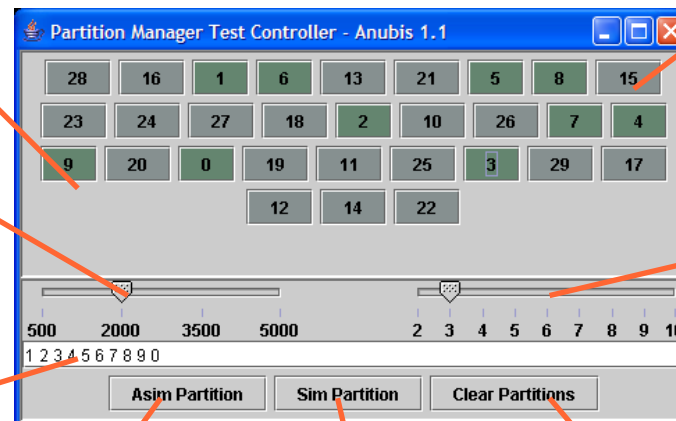 Partition Manager Test Controller - Anubis 1.1
28 16 1 6 13 21 5 8 15
23 24 27 18 2 10 26 7 4
9 20 0 19 11 25 3 29 17
12 14 22
500 2000 3500 5000 2 3 4 5 6 7 8 9
1 2 3 4 5 6 7 8 9 0
Asim Partition Sim Partition Clear Partitions